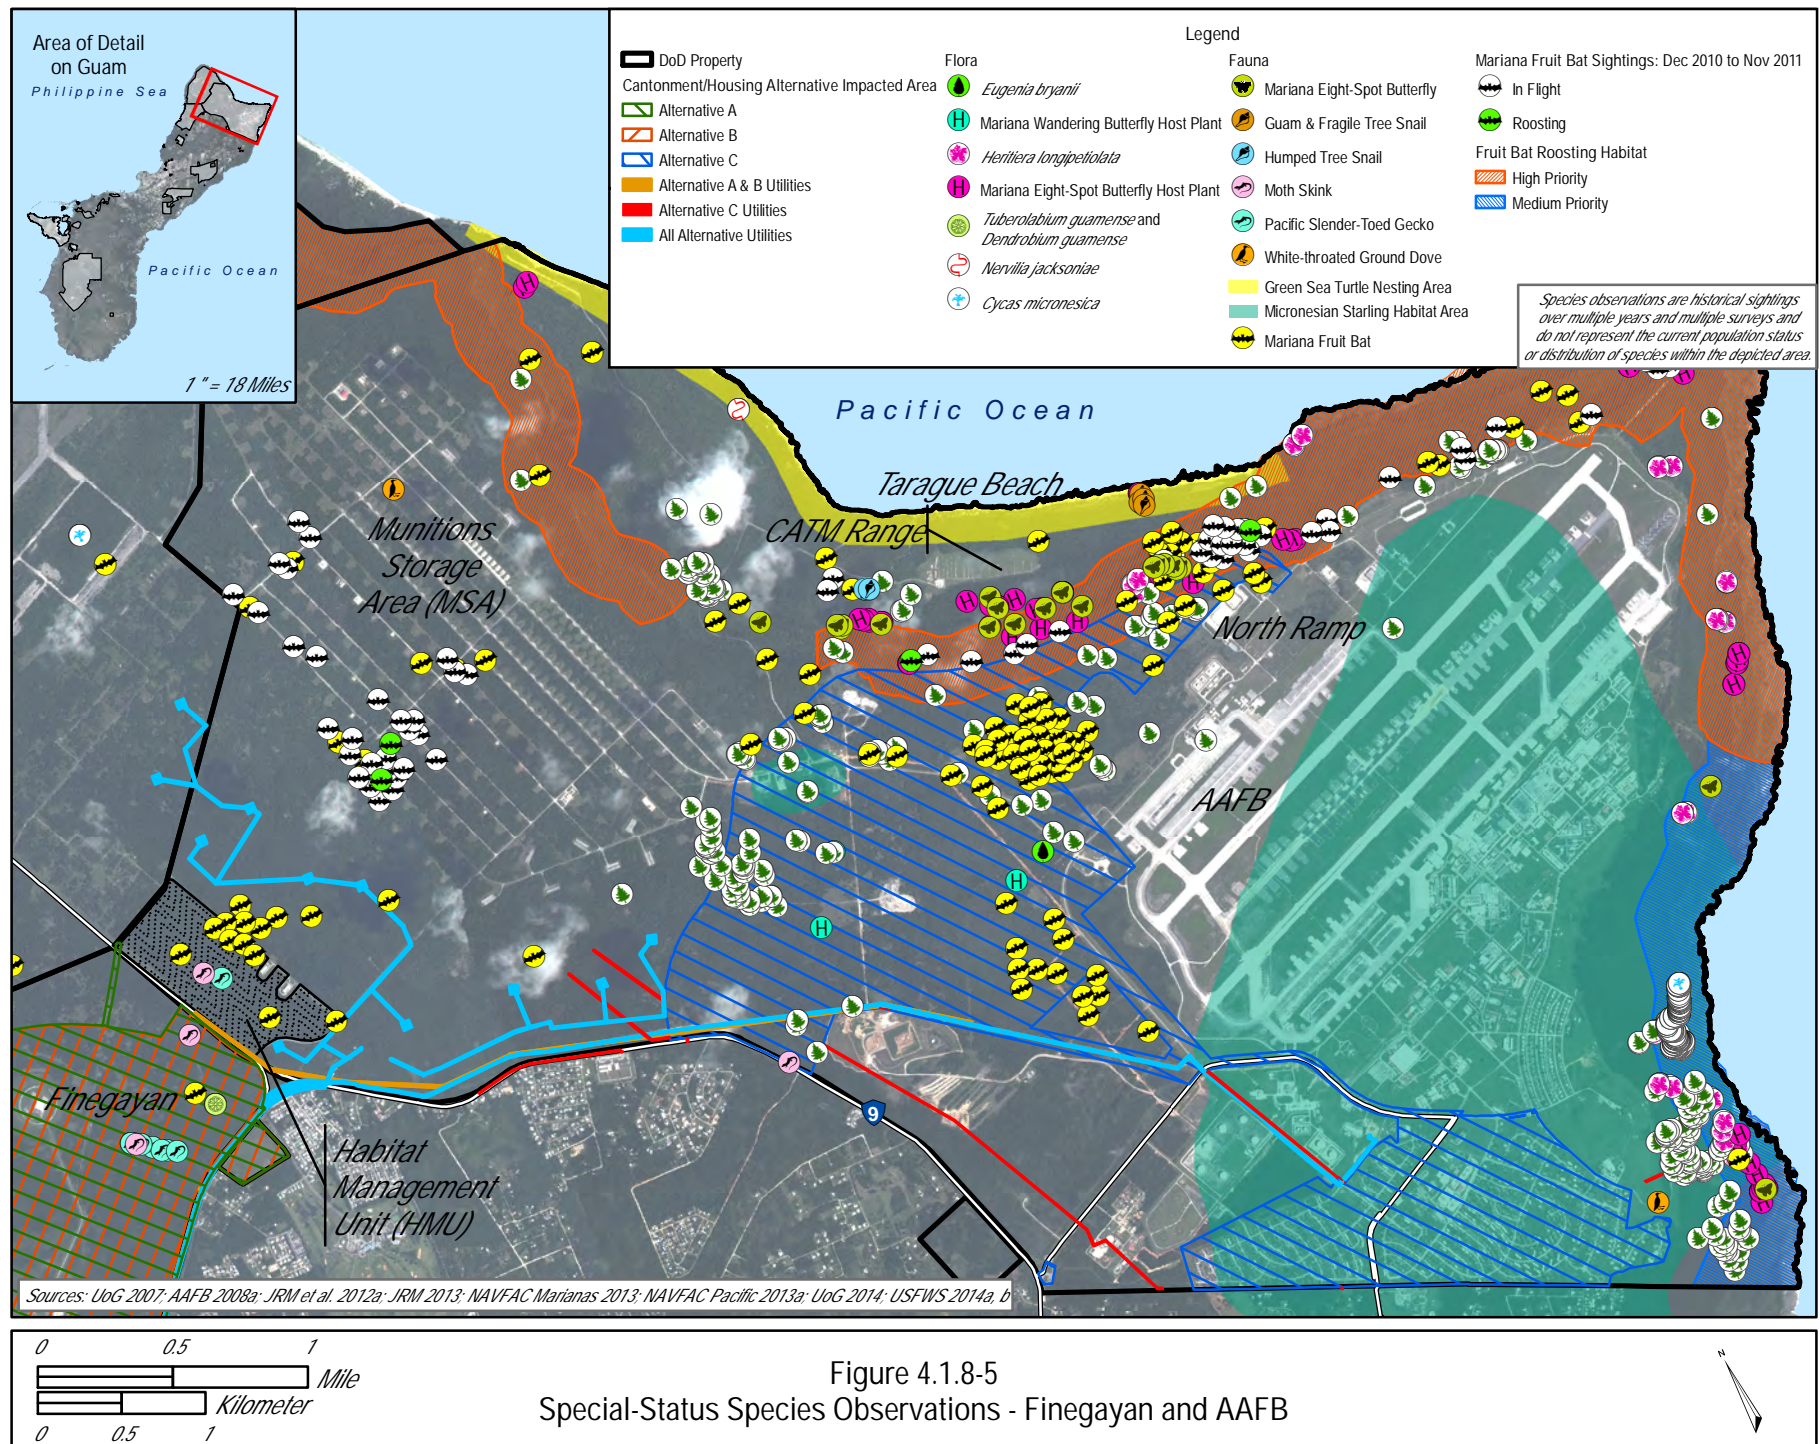 Area of Detail
on Guam
Philippine Sea
Pacific Ocean
1 " = 18 Miles
Legend
DoD Property
Cantonment/Housing Alternative Impacted Area
Alternative A
Alternative B
Alternative C
Alternative A & B Utilities
Alternative C Utilities
All Alternative Utilities
Flora
Eugenia bryanii
H Mariana Wandering Butterfly Host Plant
Heritiera longipetiolata
H Mariana Eight-Spot Butterfly Host Plant
Tuberolabium guamense and
Dendrobium guamense
Nervilia jacksoniae
Cycas micronesica
Fauna
Mariana Eight-Spot Butterfly
Guam & Fragile Tree Snail
Humped Tree Snail
Moth Skink
Pacific Slender-Toed Gecko
White-throated Ground Dove
Green Sea Turtle Nesting Area
Micronesian Starling Habitat Area
Mariana Fruit Bat
Mariana Fruit Bat Sightings: Dec 2010 to Nov 2011
In Flight
Roosting
Fruit Bat Roosting Habitat
High Priority
Medium Priority
Species observations are historical sightings
over multiple years and multiple surveys and
do not represent the current population status
or distribution of species within the depicted area.
Pacific Ocean
Tarague Beach
CATM Range
Munitions
Storage
Area (MSA)
North Ramp
AAFB
Finegayan
9
Habitat
Management
Unit (HMU)
Sources: UoG 2007; AAFB 2008a; JRM et al. 2012a; JRM 2013; NAVFAC Marianas 2013; NAVFAC Pacific 2013a; UoG 2014; USFWS 2014a, b
0 0.5 1
Mile
Kilometer
0 0.5 1
Figure 4.1.8-5
Special-Status Species Observations - Finegayan and AAFB
N